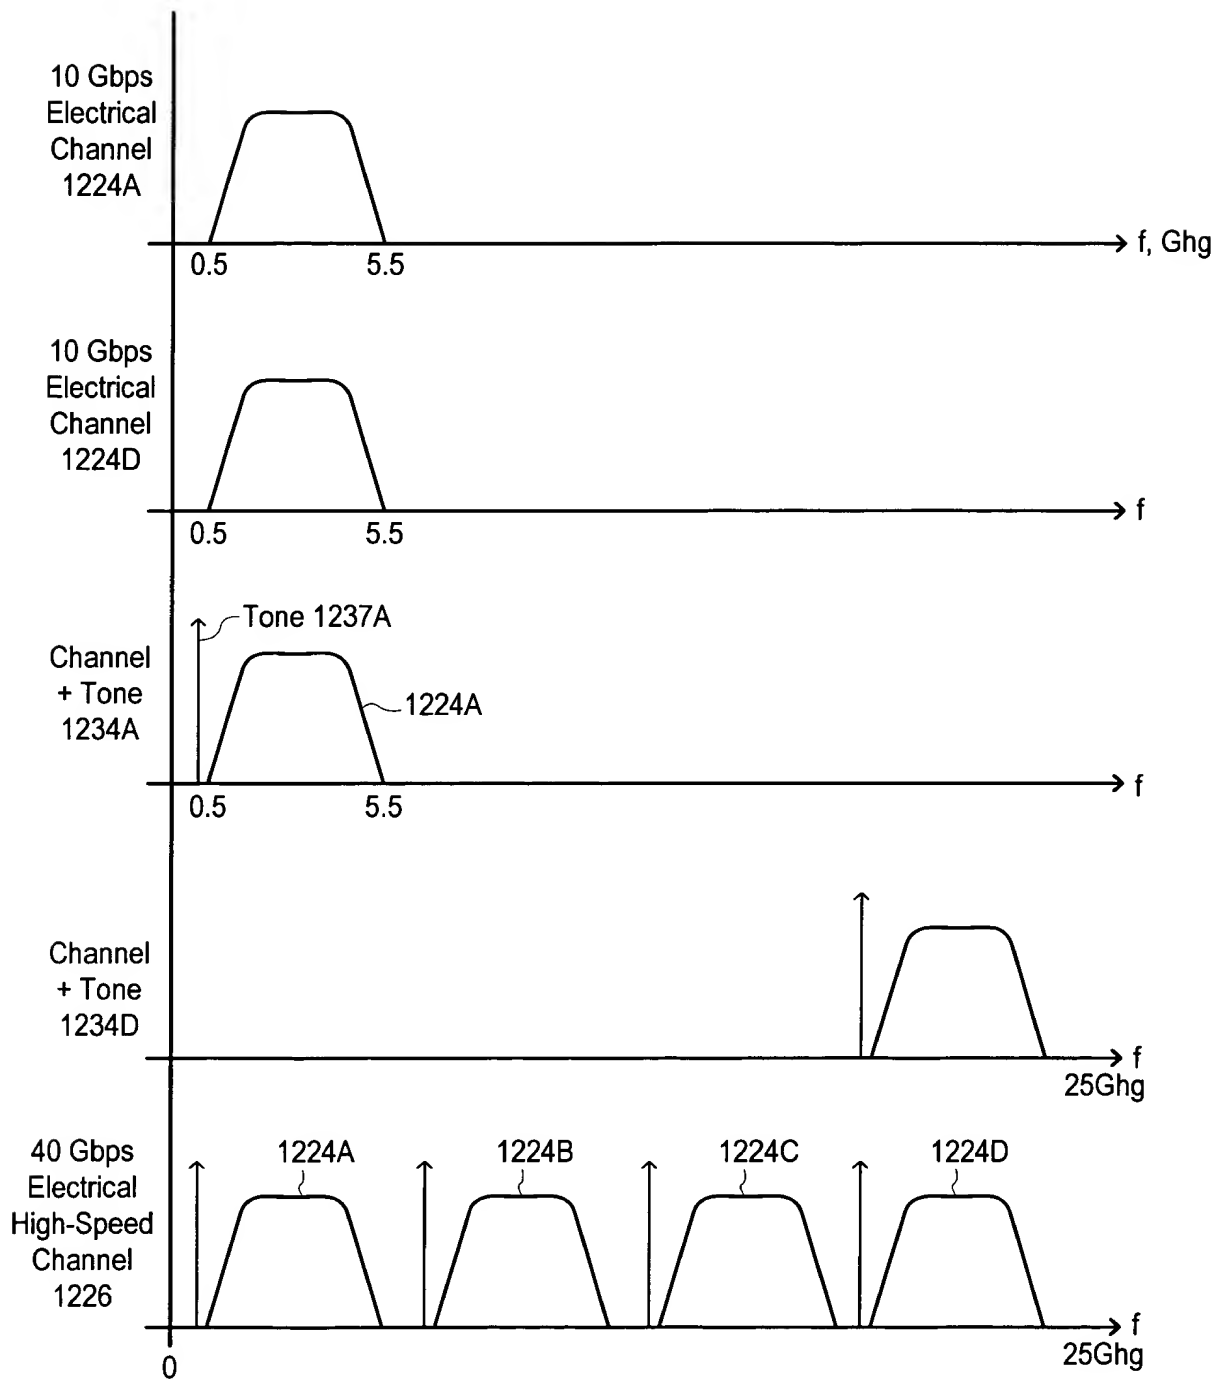 10 Gbps
Electrical
Channel
1224A
f, Ghg
0.5
5.5
10 Gbps
Electrical
Channel
1224D
f
0.5
5.5
Tone 1237A
Channel
+ Tone
1234A
1224A
f
0.5
5.5
Channel
+ Tone
1234D
f
25Ghg
40 Gbps
Electrical
High-Speed
Channel
1226
1224A
1224B
1224C
1224D
f
25Ghg
0